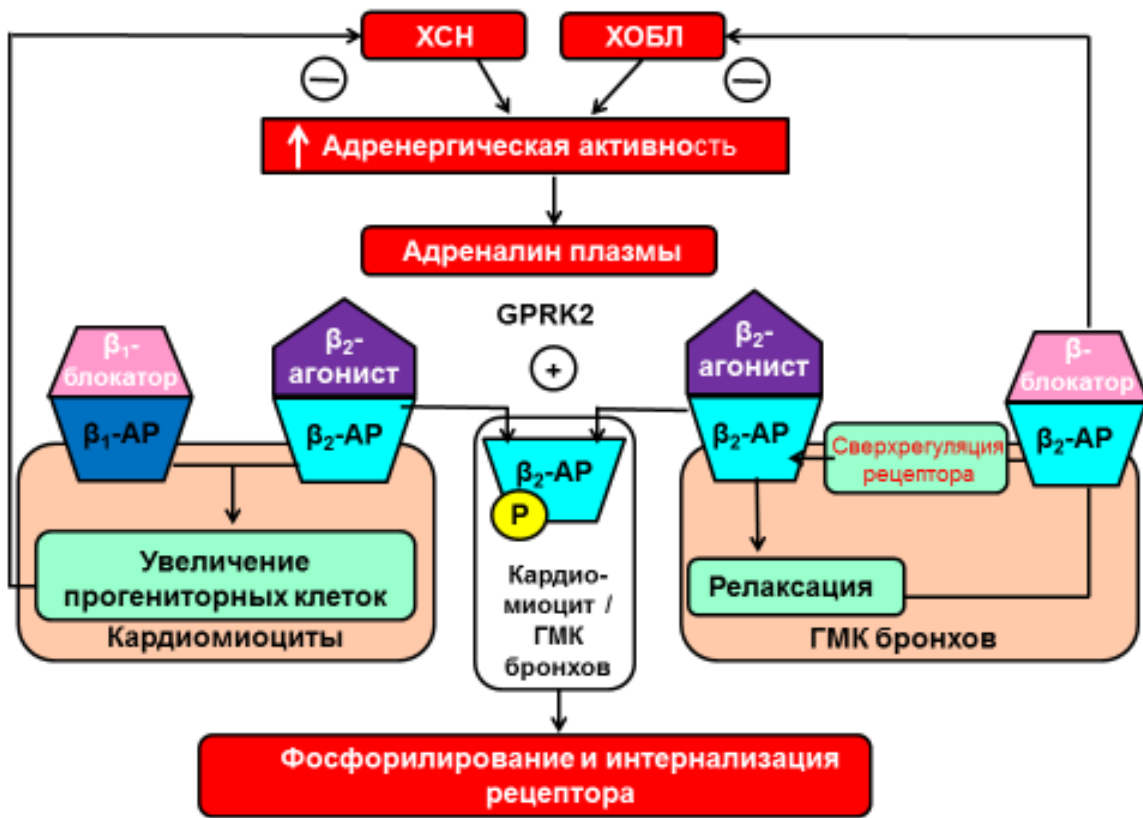 ХСН
ХОБЛ
↑ Адренергическая активность
Адреналин плазмы
GPRK2
+
β₁-
блокатор
β₁-АР
β₂-
агонист
β₂-АР
β₂-АР
P
β₂-
агонист
β₂-АР
β-
блокатор
β₂-АР
Сверхрегуляция
рецептора
Увеличение
прогениторных клеток
Кардиомиоциты
Кардио-
миоцит /
ГМК
бронхов
Релаксация
ГМК бронхов
Фосфорилирование и интернализация
рецептора